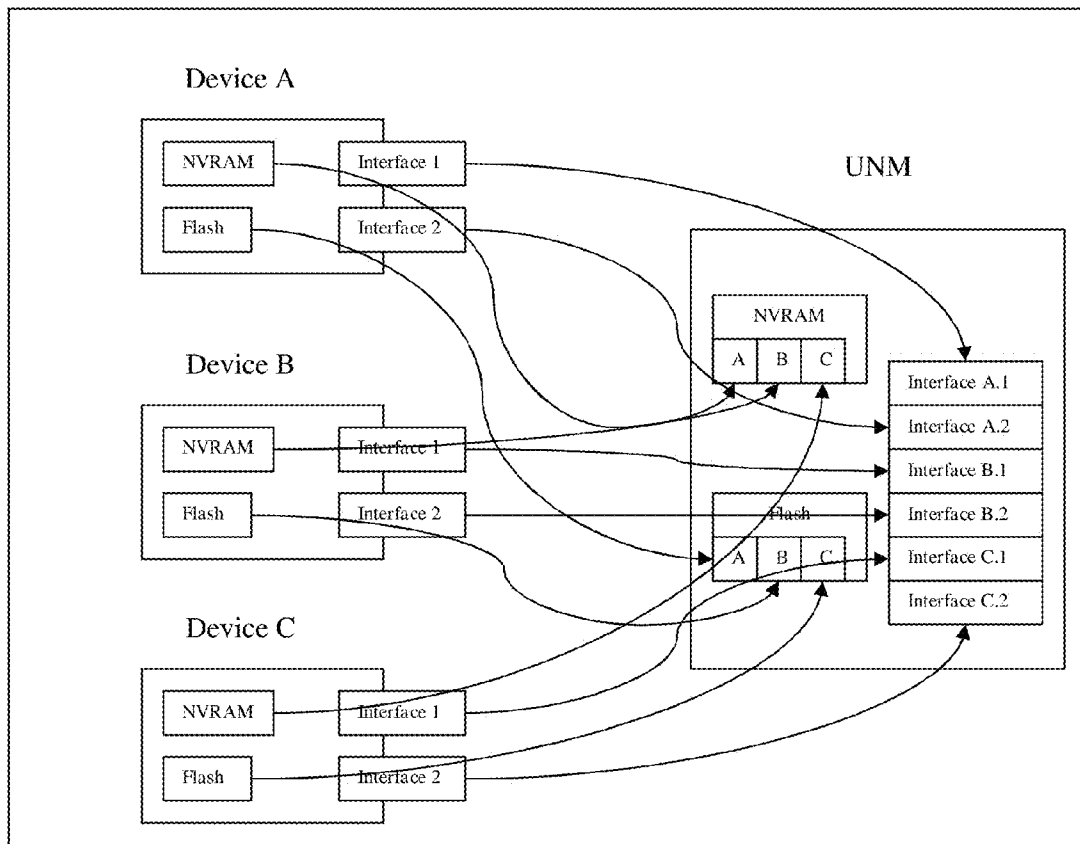 Device A
NVRAM
Interface 1
Flash
Interface 2
Device B
NVRAM
Interface 1
Flash
Interface 2
Device C
NVRAM
Interface 1
Flash
Interface 2
UNM
NVRAM
A B C
Flash
A B C
Interface A.1
Interface A.2
Interface B.1
Interface B.2
Interface C.1
Interface C.2